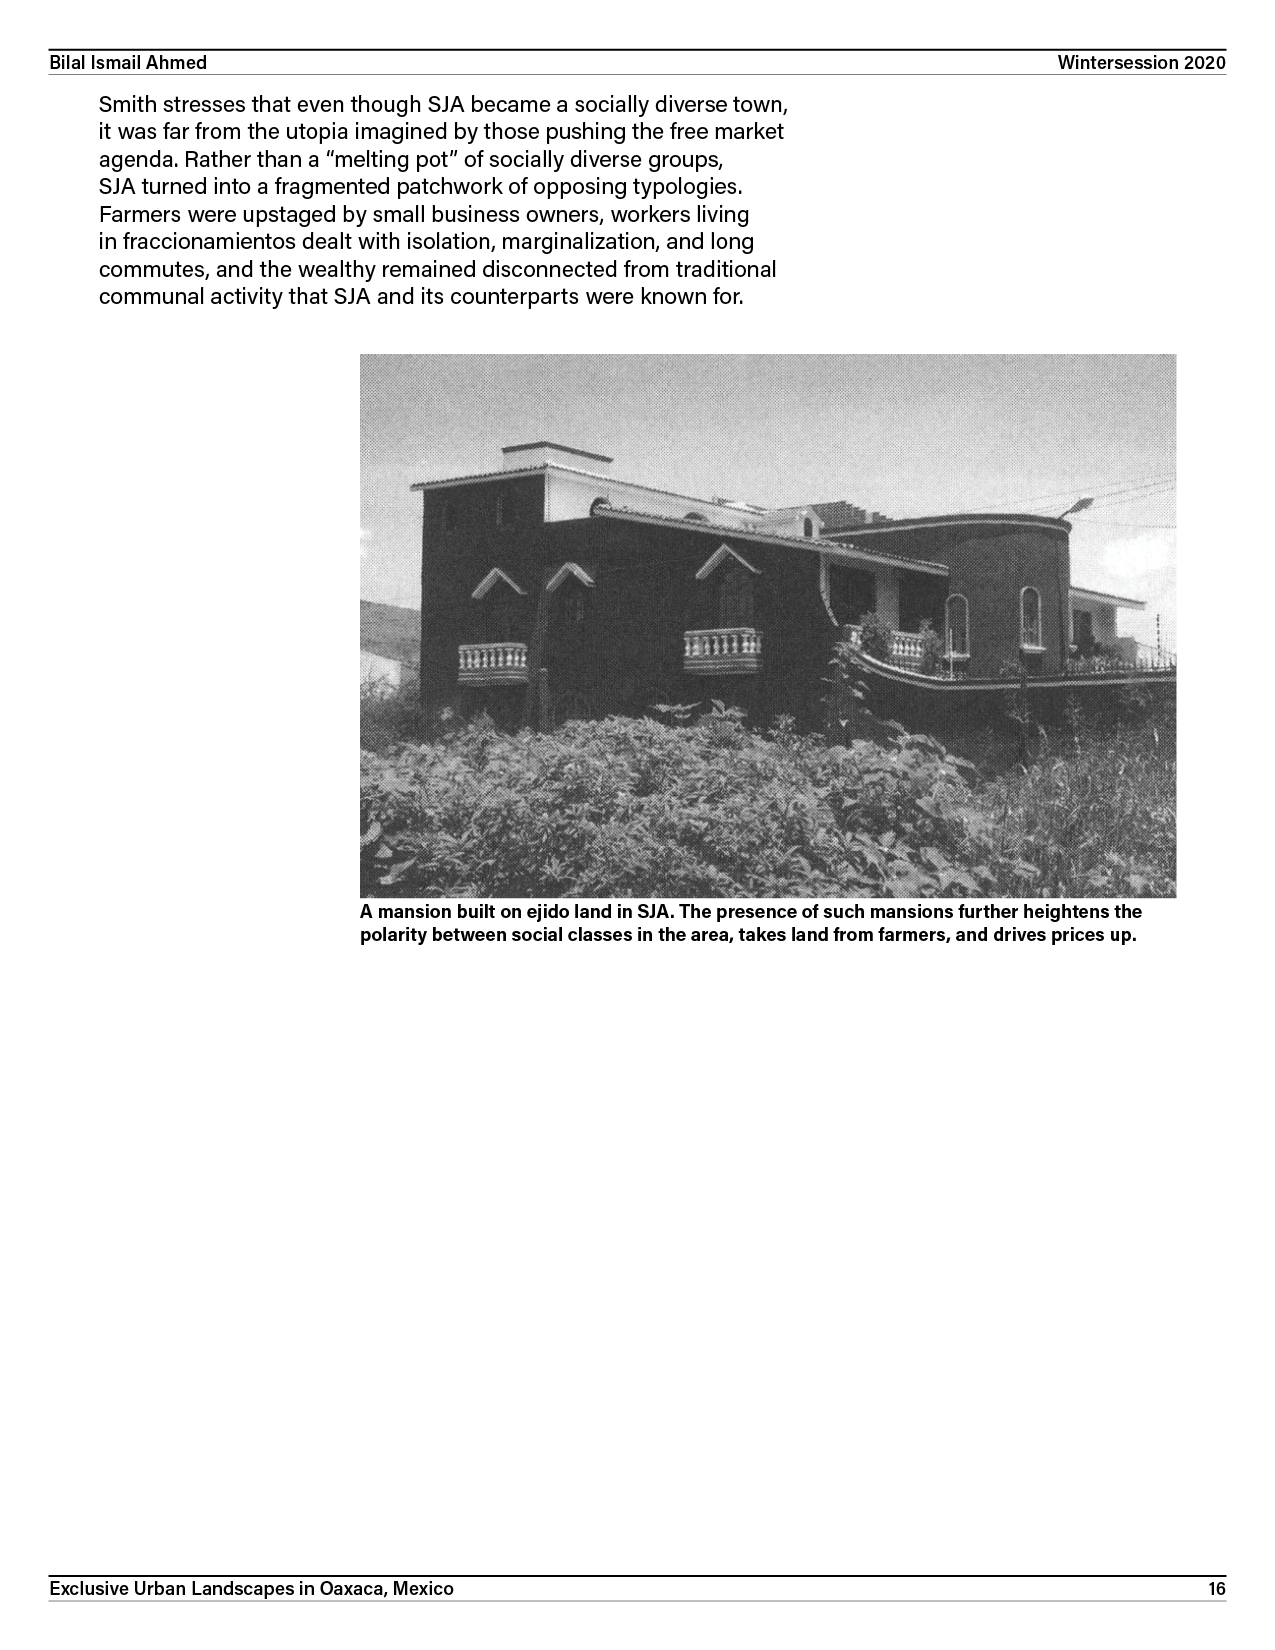 Bilal Ismail Ahmed
Wintersession 2020
Smith stresses that even though SJA became a socially diverse town,
it was far from the utopia imagined by those pushing the free market
agenda. Rather than a “melting pot” of socially diverse groups,
SJA turned into a fragmented patchwork of opposing typologies.
Farmers were upstaged by small business owners, workers living
in fraccionamientos dealt with isolation, marginalization, and long
commutes, and the wealthy remained disconnected from traditional
communal activity that SJA and its counterparts were known for.
A mansion built on ejido land in SJA. The presence of such mansions further heightens the
polarity between social classes in the area, takes land from farmers, and drives prices up.
Exclusive Urban Landscapes in Oaxaca, Mexico
16